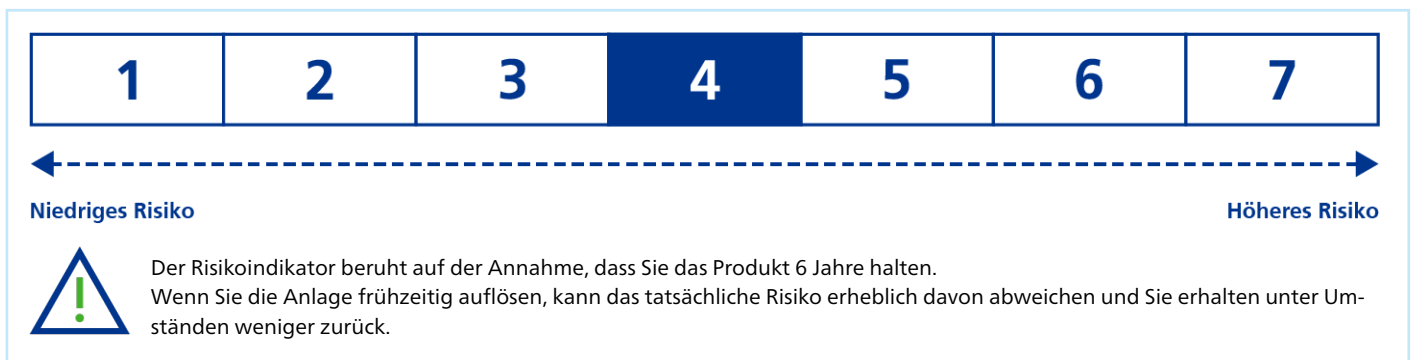 1 2 3 4 5 6 7
Niedriges Risiko Höheres Risiko
Der Risikoindikator beruht auf der Annahme, dass Sie das Produkt 6 Jahre halten.
Wenn Sie die Anlage frühzeitig auflösen, kann das tatsächliche Risiko erheblich davon abweichen und Sie erhalten unter Um-
ständen weniger zurück.